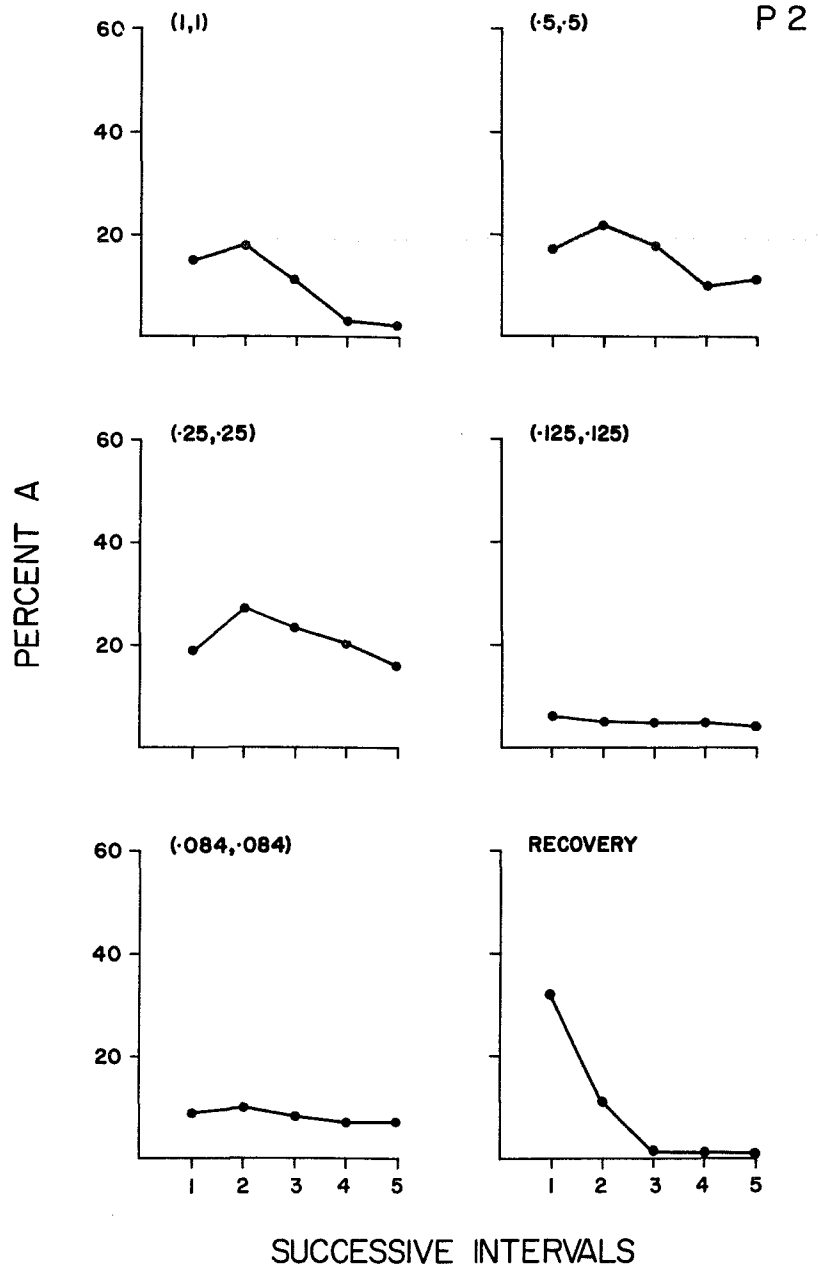 P 2
(1,1)
(·5,·5)
60
40
20
(·25,·25)
(·125,·125)
60
40
20
PERCENT A
(·084,·084)
RECOVERY
60
40
20
1 2 3 4 5
1 2 3 4 5
SUCCESSIVE INTERVALS